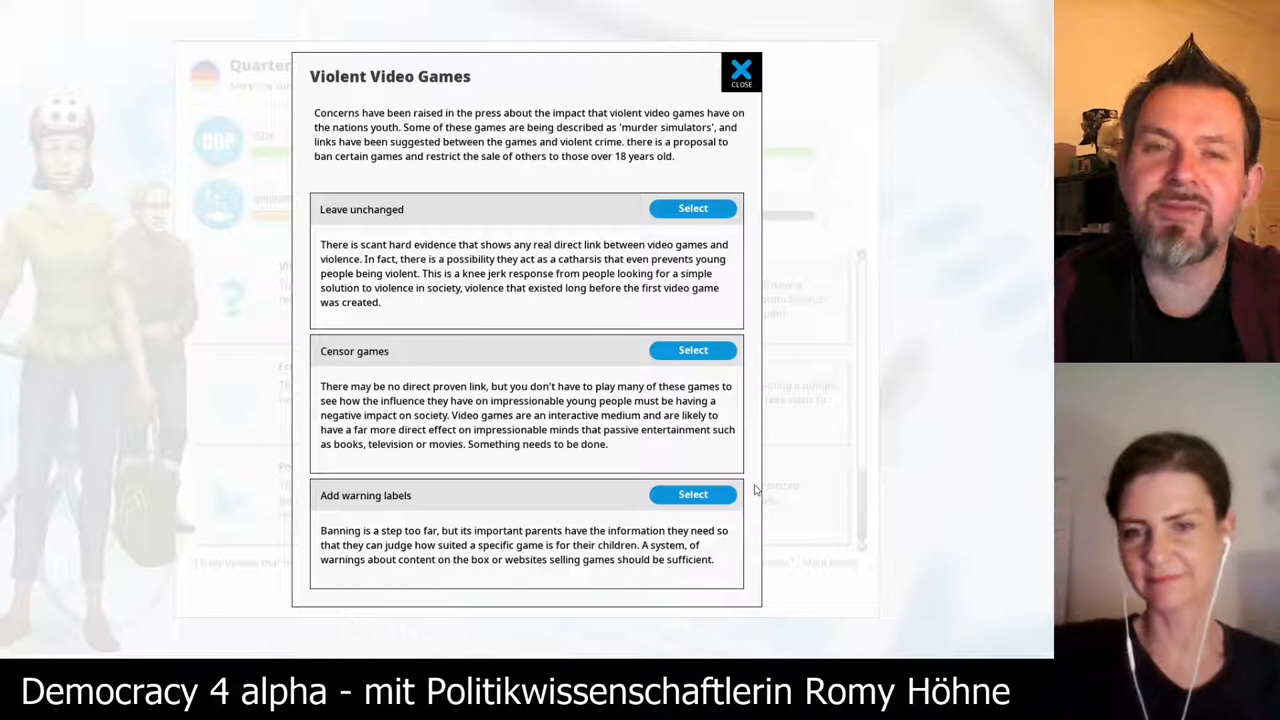 Quarter
GDP
Violent Video Games
CLOSE
Concerns have been raised in the press about the impact that violent video games have on
the nations youth. Some of these games are being described as 'murder simulators', and
links have been suggested between the games and violent crime. there is a proposal to
ban certain games and restrict the sale of others to those over 18 years old.
Leave unchanged
Select
There is scant hard evidence that shows any real direct link between video games and
violence. In fact, there is a possibility they act as a catharsis that even prevents young
people being violent. This is a knee jerk response from people looking for a simple
solution to violence in society, violence that existed long before the first video game
was created.
Censor games
Select
There may be no direct proven link, but you don't have to play many of these games to
see how the influence they have on impressionable young people must be having a
negative impact on society. Video games are an interactive medium and are likely to
have a far more direct effect on impressionable minds that passive entertainment such
as books, television or movies. Something needs to be done.
Add warning labels
Select
Banning is a step too far, but its important parents have the information they need so
that they can judge how suited a specific game is for their children. A system, of
warnings about content on the box or websites selling games should be sufficient.
Democracy 4 alpha - mit Politikwissenschaftlerin Romy Höhne